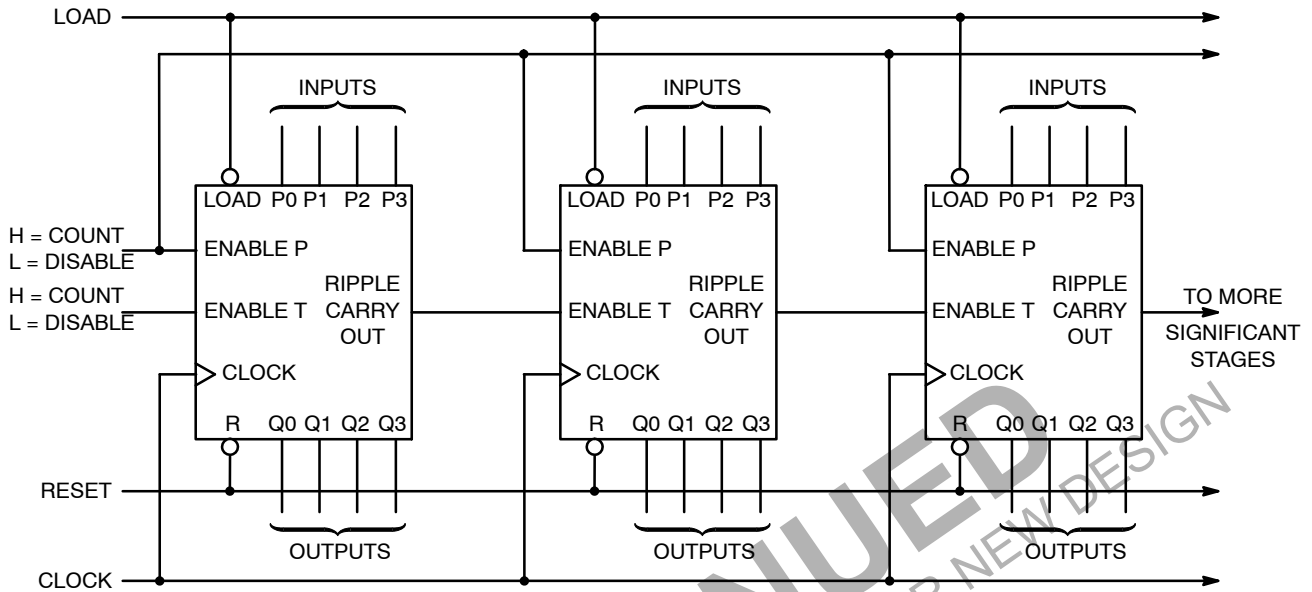 LOAD
INPUTS INPUTS INPUTS
LOAD P0 P1 P2 P3 LOAD P0 P1 P2 P3 LOAD P0 P1 P2 P3
H = COUNT
L = DISABLE
ENABLE P ENABLE P ENABLE P
H = COUNT
L = DISABLE
ENABLE T ENABLE T ENABLE T
RIPPLE
CARRY
OUT
RIPPLE
CARRY
OUT
RIPPLE
CARRY
OUT
TO MORE
SIGNIFICANT
STAGES
CLOCK CLOCK CLOCK
R Q0 Q1 Q2 Q3 R Q0 Q1 Q2 Q3 R Q0 Q1 Q2 Q3
RESET
OUTPUTS OUTPUTS OUTPUTS
CLOCK
NEW DESIGN